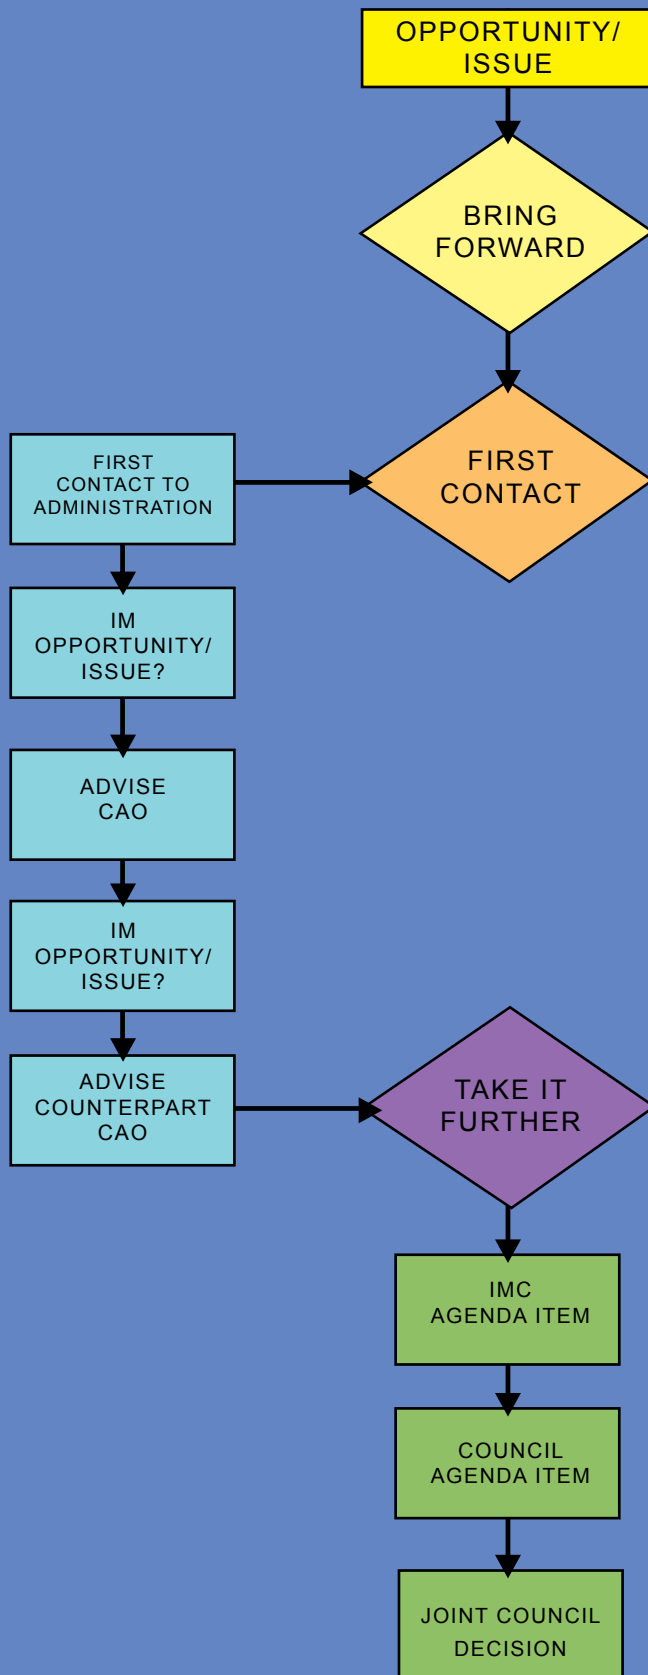 OPPORTUNITY/
ISSUE
BRING
FORWARD
FIRST
CONTACT
FIRST
CONTACT TO
ADMINISTRATION
IM
OPPORTUNITY/
ISSUE?
ADVISE
CAO
IM
OPPORTUNITY/
ISSUE?
ADVISE
COUNTERPART
CAO
TAKE IT
FURTHER
IMC
AGENDA ITEM
COUNCIL
AGENDA ITEM
JOINT COUNCIL
DECISION